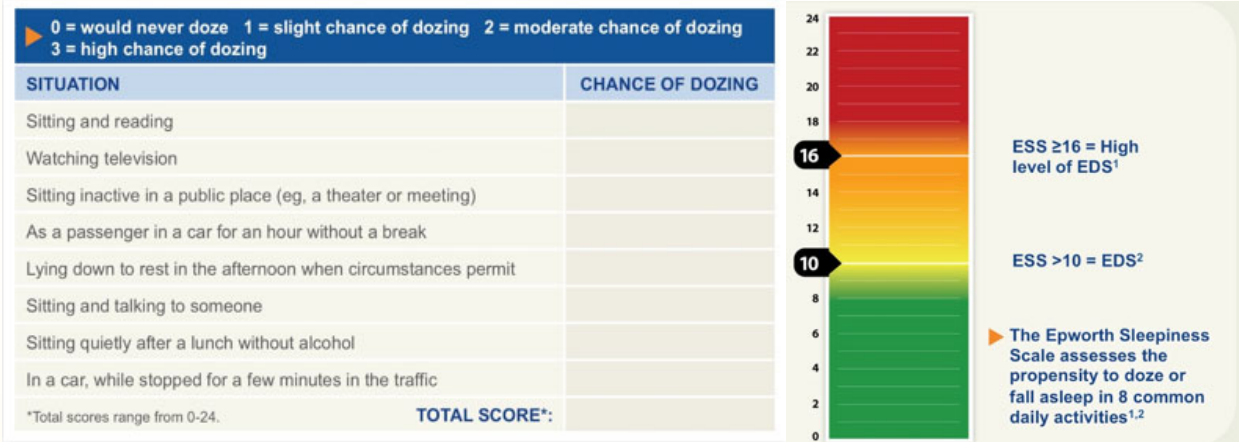 0 = would never doze 1 = slight chance of dozing 2 = moderate chance of dozing
3 = high chance of dozing
SITUATION CHANCE OF DOZING
Sitting and reading
Watching television
Sitting inactive in a public place (eg, a theater or meeting)
As a passenger in a car for an hour without a break
Lying down to rest in the afternoon when circumstances permit
Sitting and talking to someone
Sitting quietly after a lunch without alcohol
In a car, while stopped for a few minutes in the traffic
*Total scores range from 0-24. TOTAL SCORE*:
24
22
20
18
16
14
12
10
8
6
4
2
0
ESS ≥16 = High
level of EDS¹
ESS >10 = EDS²
The Epworth Sleepiness
Scale assesses the
propensity to doze or
fall asleep in 8 common
daily activities¹,²